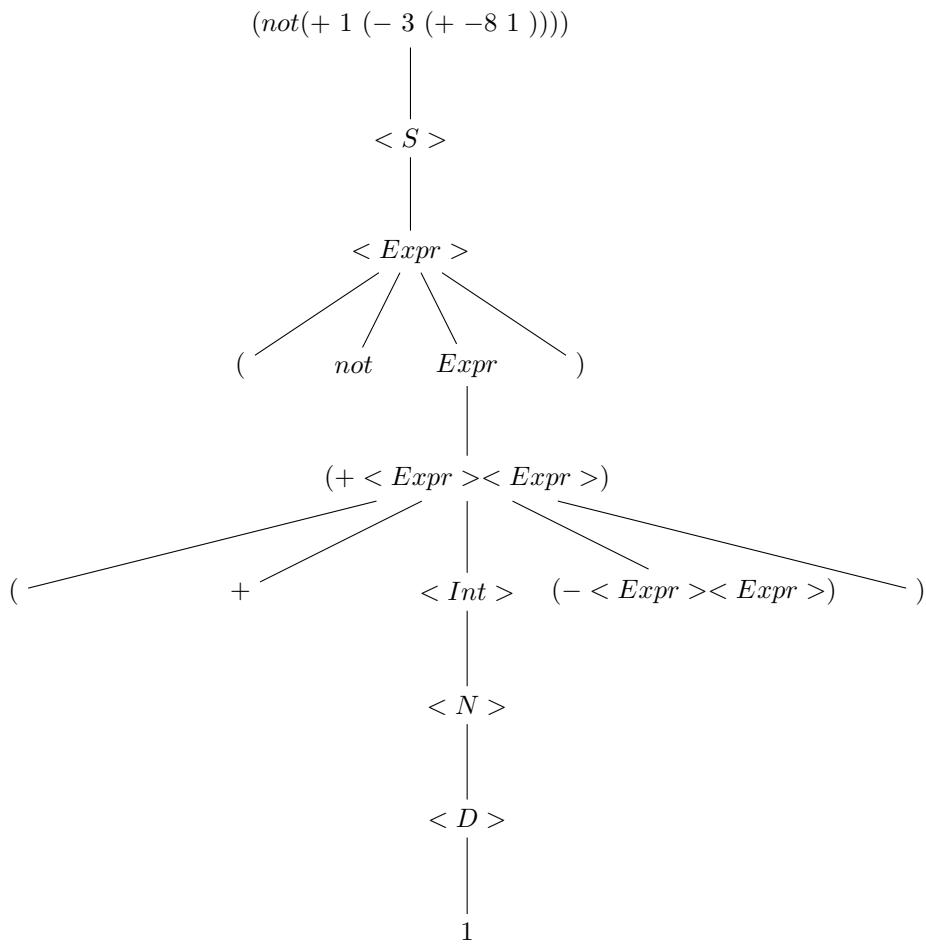 (not(+ 1 (− 3 (+ −8 1 ))))
< S >
< Expr >
( not Expr )
(+ < Expr >< Expr >)
( + < Int > (− < Expr >< Expr >) )
< N >
< D >
1